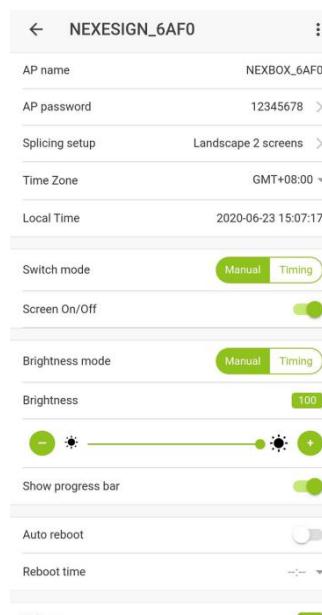 NEXESIGN_6AF0
AP name NEXBOX_6AF0
AP password 12345678
Splicing setup Landscape 2 screens
Time Zone GMT+08:00
Local Time 2020-06-23 15:07:17
Switch mode Manual Timing
Screen On/Off
Brightness mode Manual Timing
Brightness 100
Show progress bar
Auto reboot
Reboot time --:--